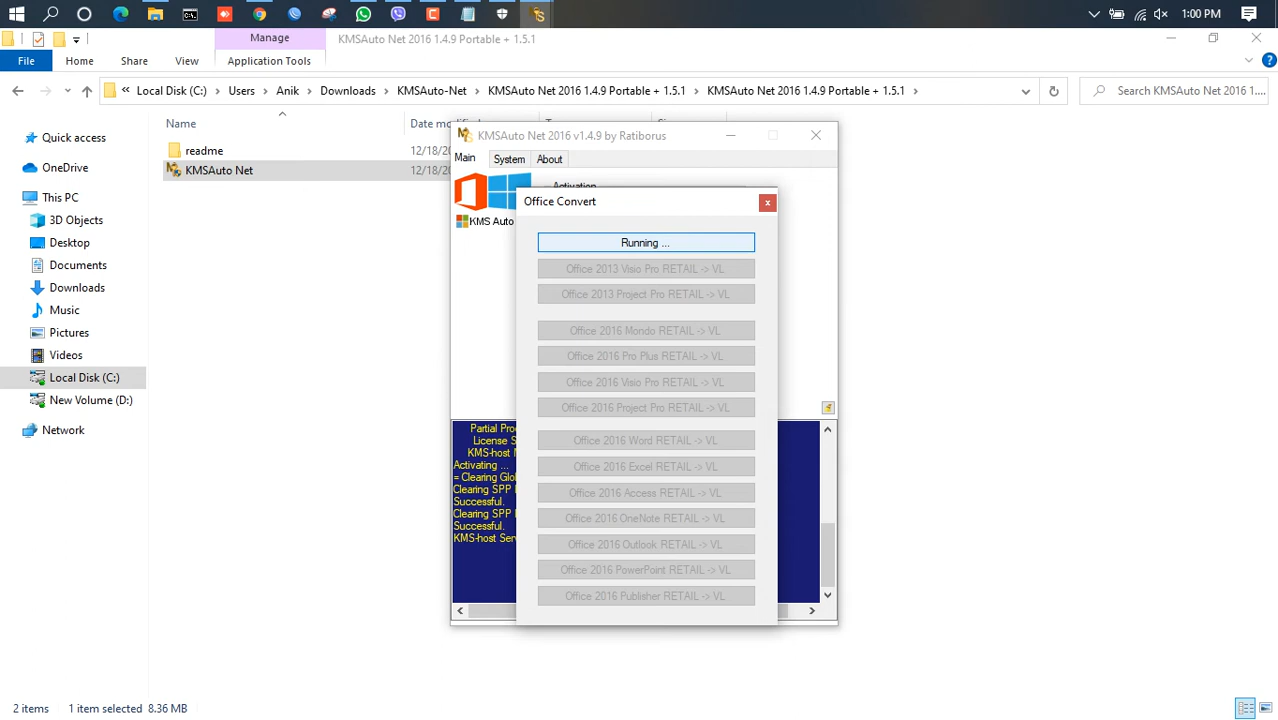 1:00 PM
Manage
KMSAuto Net 2016 1.4.9 Portable + 1.5.1
File
Home
Share
View
Application Tools
« Local Disk (C:) > Users > Anik > Downloads > KMSAuto-Net > KMSAuto Net 2016 1.4.9 Portable + 1.5.1 > KMSAuto Net 2016 1.4.9 Portable + 1.5.1 >
Search KMSAuto Net 2016 1....
Quick access
OneDrive
This PC
3D Objects
Desktop
Documents
Downloads
Music
Pictures
Videos
Local Disk (C:)
New Volume (D:)
Network
Name
Date mo
readme
12/18/20
KMSAuto Net
12/18/20
KMSAuto Net 2016 v1.4.9 by Ratiborus
Main
System
About
Activation
KMS Auto
Office Convert
x
Running ...
Office 2013 Visio Pro RETAIL -> VL
Office 2013 Project Pro RETAIL -> VL
Office 2016 Mondo RETAIL -> VL
Office 2016 Pro Plus RETAIL -> VL
Office 2016 Visio Pro RETAIL -> VL
Office 2016 Project Pro RETAIL -> VL
Office 2016 Word RETAIL -> VL
Office 2016 Excel RETAIL -> VL
Office 2016 Access RETAIL -> VL
Office 2016 OneNote RETAIL -> VL
Office 2016 Outlook RETAIL -> VL
Office 2016 PowerPoint RETAIL -> VL
Office 2016 Publisher RETAIL -> VL
Partial Pro
License S
KMS-host
Activating ...
= Clearing Glo
Clearing SPP
Successful.
Clearing SPP
Successful.
KMS-host Ser
2 items
1 item selected 8.36 MB